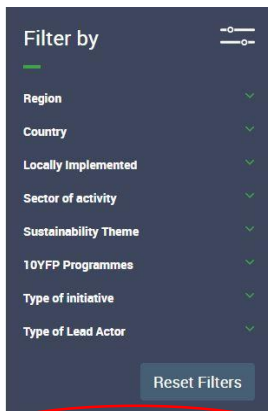 Filter by
Region
Country
Locally Implemented
Sector of activity
Sustainability Theme
10YFP Programmes
Type of initiative
Type of Lead Actor
Reset Filters